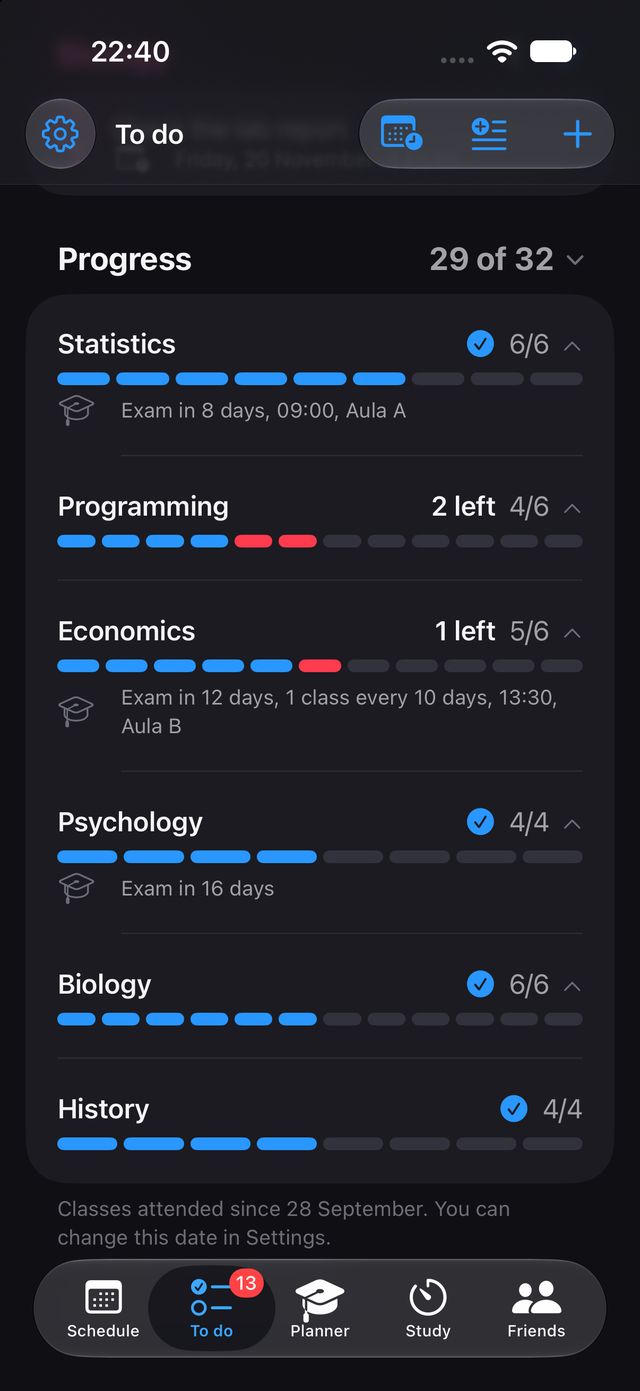 22:40
To do
Friday, 20 November
Progress
29 of 32
Statistics
6/6
Exam in 8 days, 09:00, Aula A
Programming
2 left 4/6
Economics
1 left 5/6
Exam in 12 days, 1 class every 10 days, 13:30,
Aula B
Psychology
4/4
Exam in 16 days
Biology
6/6
History
4/4
Classes attended since 28 September. You can
change this date in Settings.
13
Schedule
To do
Planner
Study
Friends